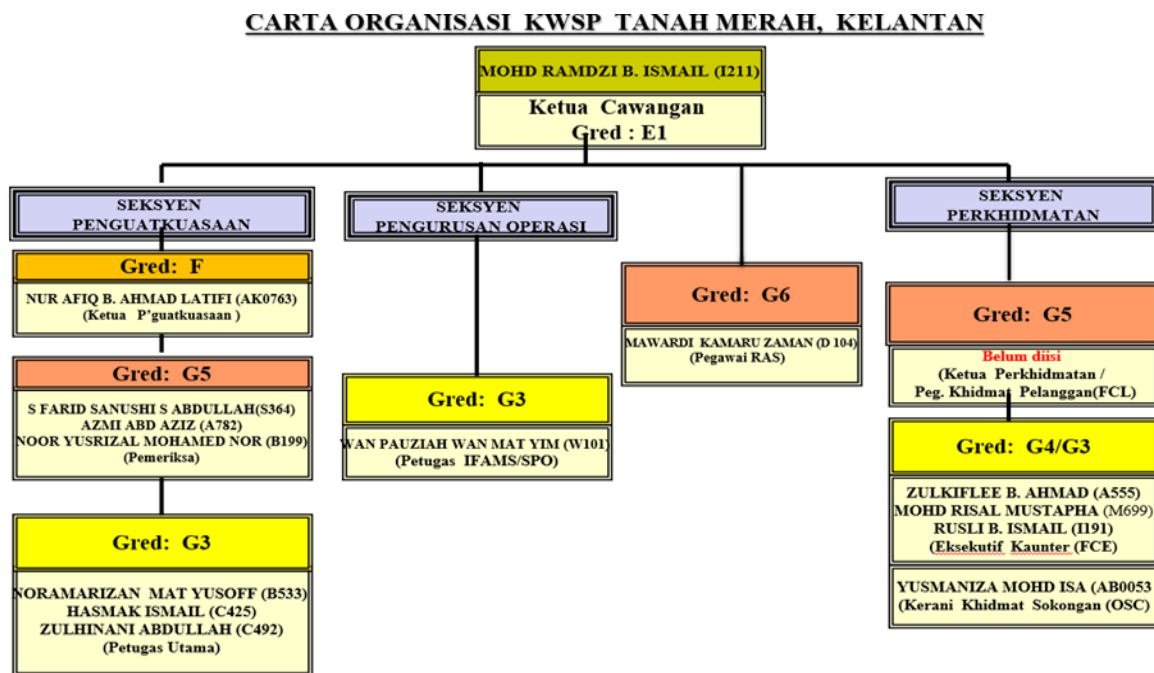 CARTA ORGANISASI KWSP TANAH MERAH, KELANTAN
MOHD RAMDZI B. ISMAIL (I211)
Ketua Cawangan
Gred : E1
SEKSYEN
PENGUATKUASAAN
Gred: F
NUR AFIQ B. AHMAD LATIFI (AK0763)
(Ketua P'guatkuasaan )
Gred: G5
S FARID SANUSHI S ABDULLAH(S364)
AZMI ABD AZIZ (A782)
NOOR YUSRIZAL MOHAMED NOR (B199)
(Pemeriksa)
Gred: G3
NORAMARIZAN MAT YUSOFF (B533)
HASMAK ISMAIL (C425)
ZULHINANI ABDULLAH (C492)
(Petugas Utama)
SEKSYEN
PENGURUSAN OPERASI
Gred: G3
WAN PAUZIAH WAN MAT YIM (W101)
(Petugas IFAMS/SPO)
Gred: G6
MAWARDI KAMARU ZAMAN (D 104)
(Pegawai RAS)
SEKSYEN
PERKHIDMATAN
Gred: G5
Belum diisi
(Ketua Perkhidmatan /
Peg. Khidmat Pelanggan(FCL)
Gred: G4/G3
ZULKIFLEE B. AHMAD (A555)
MOHD RISAL MUSTAPHA (M699)
RUSLI B. ISMAIL (I191)
(Eksekutif Kaunter (FCE)
YUSMANIZA MOHD ISA (AB0053
(Kerani Khidmat Sokongan (OSC)